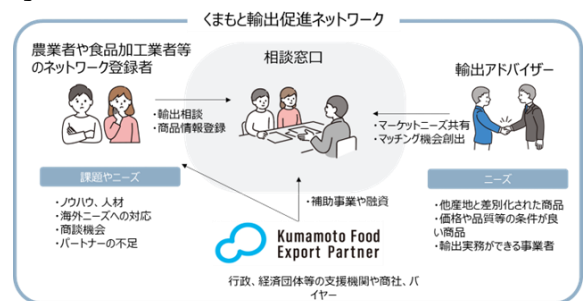 くまもと輸出促進ネットワーク
農業者や食品加工業者等
のネットワーク登録者
相談窓口
輸出アドバイザー
・輸出相談
・商品情報登録
・マーケットニーズ共有
・マッチング機会創出
課題やニーズ
・ノウハウ、人材
・海外ニーズへの対応
・商談機会
・パートナーの不足
・補助事業や融資
ニーズ
・他産地と差別化された商品
・価格や品質等の条件が良
い商品
・輸出実務ができる事業者
Kumamoto Food
Export Partner
行政、経済団体等の支援機関や商社、バ
イヤー